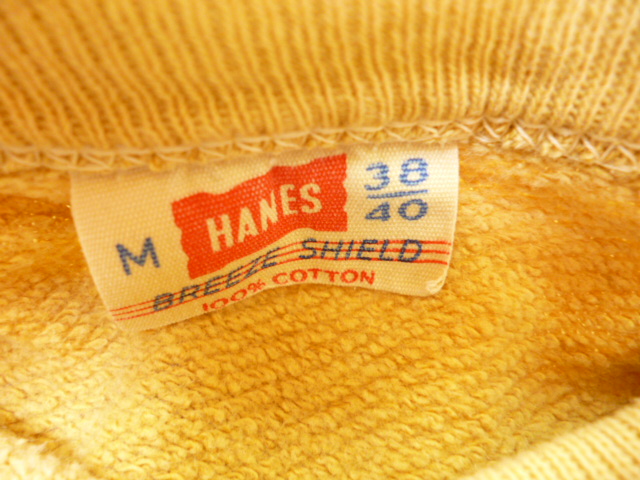 M HANES 38/40
BREEZE SHIELD
100% COTTON